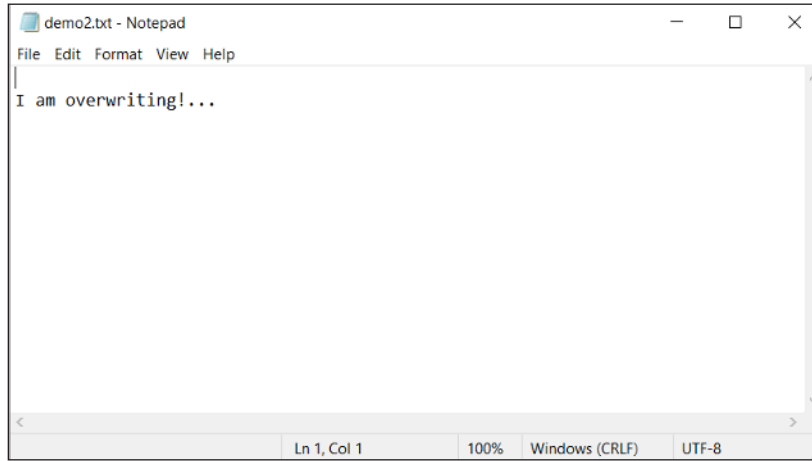 demo2.txt - Notepad
File Edit Format View Help
I am overwriting!...
Ln 1, Col 1 100% Windows (CRLF) UTF-8